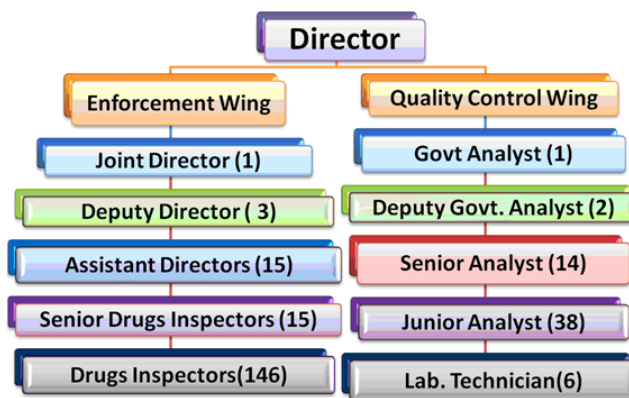 Director
Enforcement Wing
Joint Director (1)
Deputy Director ( 3)
Assistant Directors (15)
Senior Drugs Inspectors (15)
Drugs Inspectors(146)
Quality Control Wing
Govt Analyst (1)
Deputy Govt. Analyst (2)
Senior Analyst (14)
Junior Analyst (38)
Lab. Technician(6)